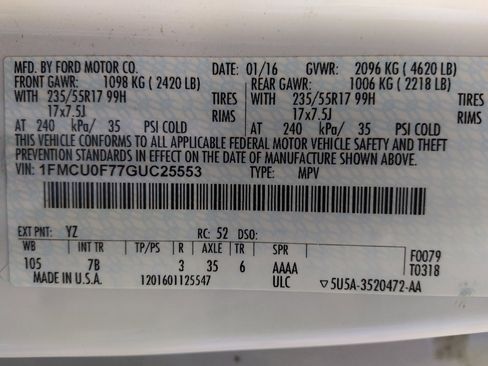 MFD. BY FORD MOTOR CO. DATE: 01/16 GVWR: 2096 KG ( 4620 LB)
FRONT GAWR: 1098 KG ( 2420 LB) REAR GAWR: 1006 KG ( 2218 LB)
WITH 235/55R17 99H TIRES WITH 235/55R17 99H TIRES
17x7.5J RIMS 17x7.5J RIMS
AT 240 kPa/ 35 PSI COLD AT 240 kPa/ 35 PSI COLD
THIS VEHICLE CONFORMS TO ALL APPLICABLE FEDERAL MOTOR VEHICLE SAFETY AND THEFT
PREVENTION STANDARDS IN EFFECT ON THE DATE OF MANUFACTURE SHOWN ABOVE.
VIN: 1FMCU0F77GUC25553 TYPE: MPV
EXT PNT: YZ RC: 52 DSO:
WB INT TR TP/PS R AXLE TR SPR
105 7B 3 35 6 AAAA
F0079
T0318
MADE IN U.S.A. 1201601125547 ULC ▽5U5A-3520472-AA